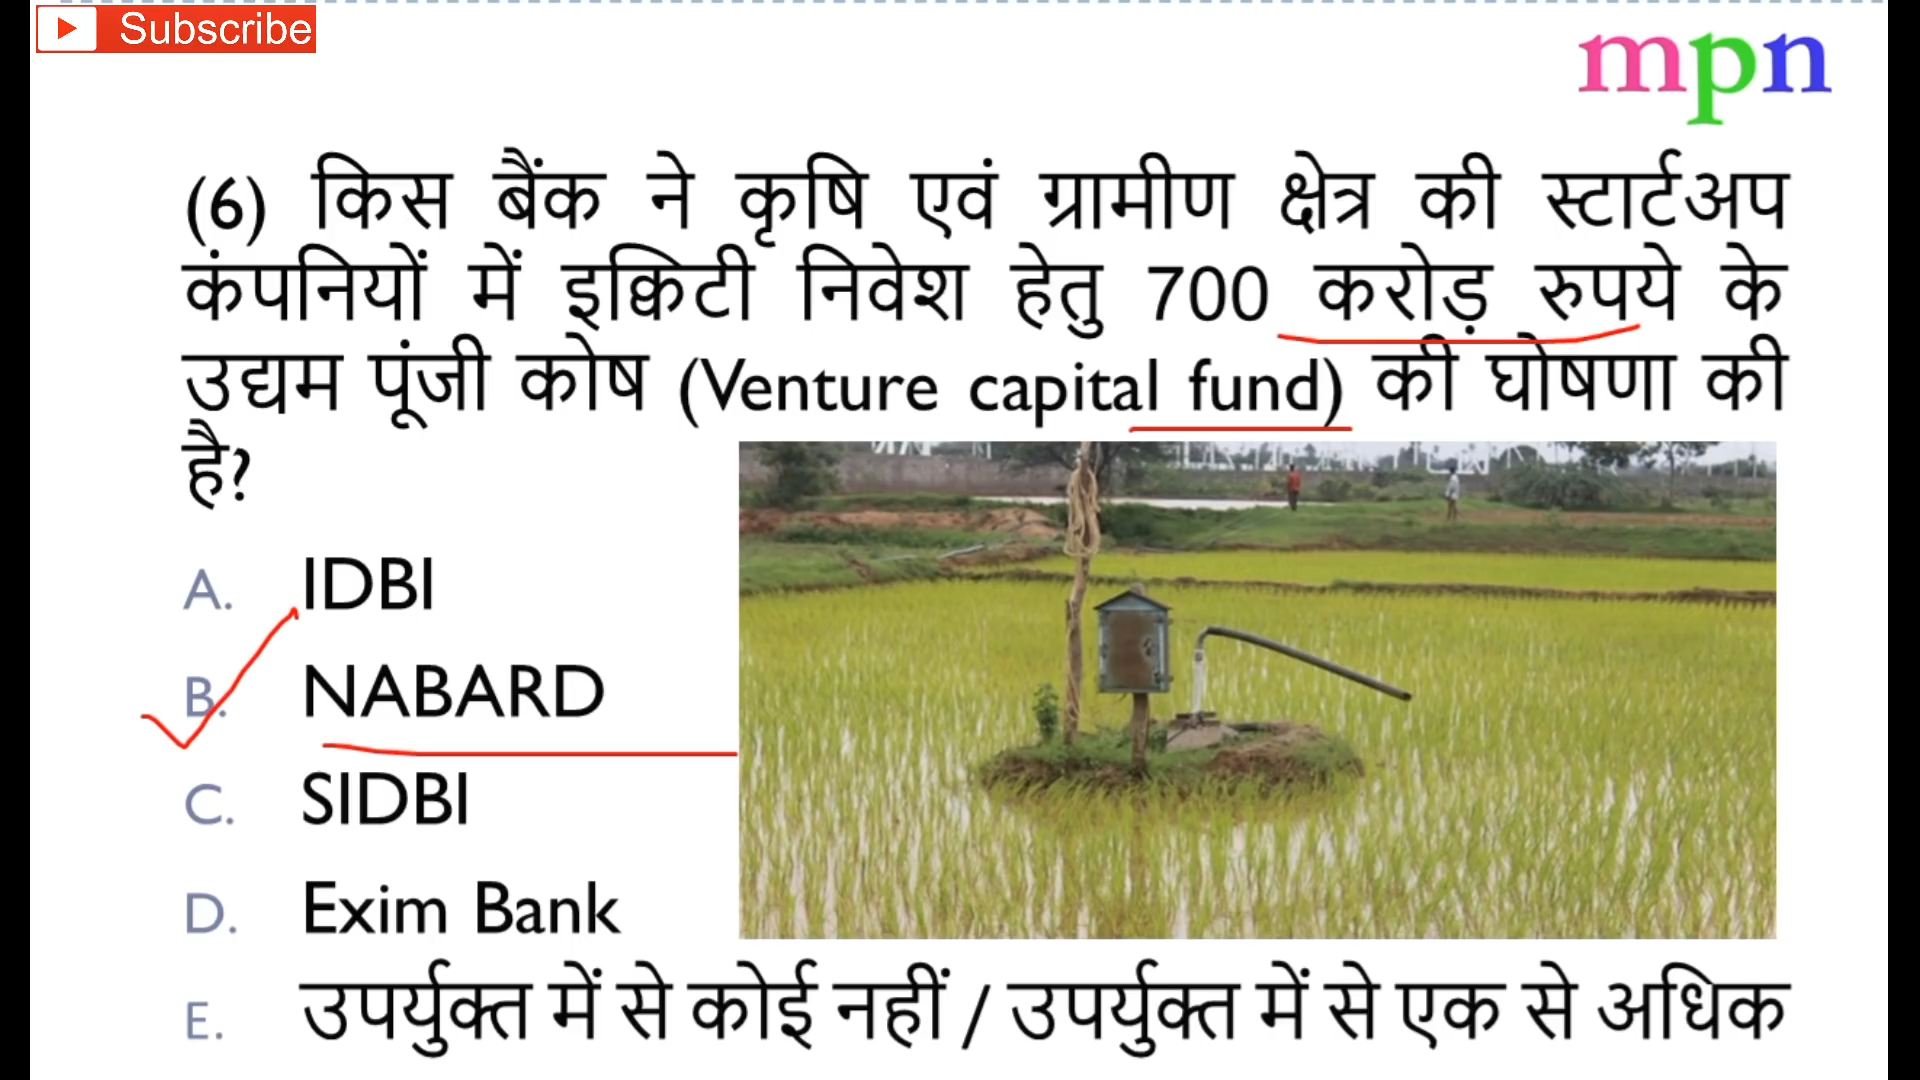 Subscribe
mpn
(6) किस बैंक ने कृषि एवं ग्रामीण क्षेत्र की स्टार्टअप
कंपनियों में इक्विटी निवेश हेतु 700 करोड़ रुपये के
उद्यम पूंजी कोष (Venture capital fund) की घोषणा की
है?
A. IDBI
B. NABARD
C. SIDBI
D. Exim Bank
E. उपर्युक्त में से कोई नहीं / उपर्युक्त में से एक से अधिक